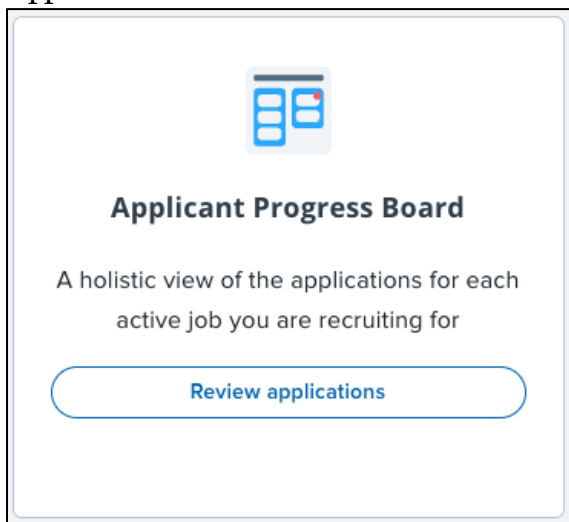 Applicant Progress Board
A holistic view of the applications for each
active job you are recruiting for
Review applications